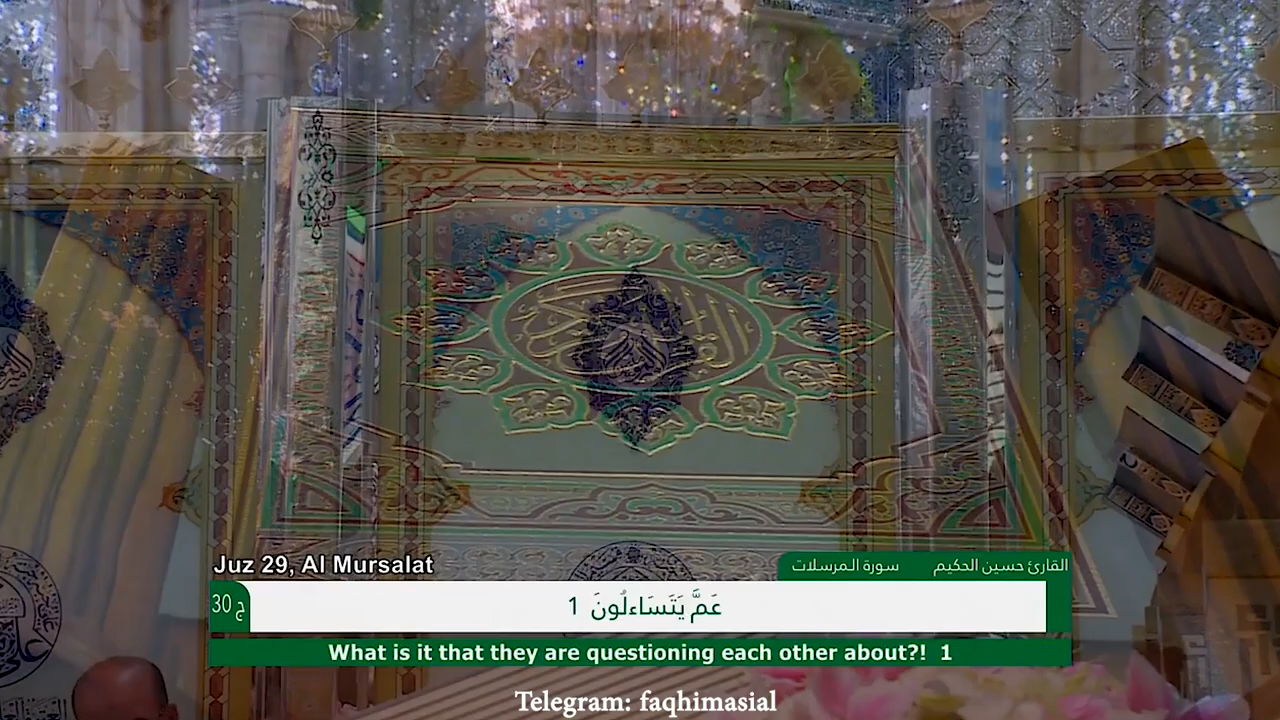 Juz 29, Al Mursalat
القارئ حسين الحكيم سورة المرسلات
ج 30
عَمَّ يَتَسَاءلُونَ 1
What is it that they are questioning each other about?! 1
Telegram: faqhimasial